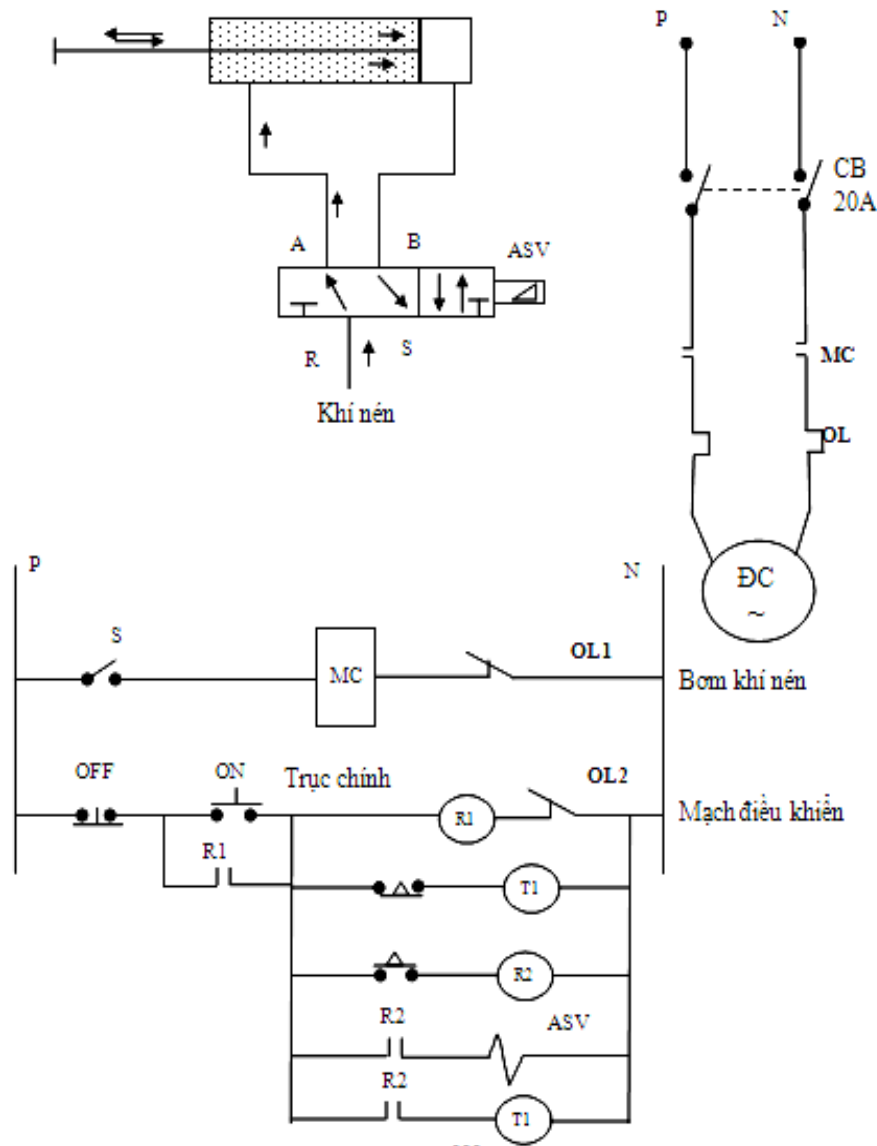 P N
CB
20A
A B ASV
R S
MC
Khí nén
OL
ĐC
~
P N
S OL1
MC
Bơm khí nén
OFF ON Trục chính OL2
R1
Mạch điều khiển
R1
T1
R2
R2 ASV
R2
T1